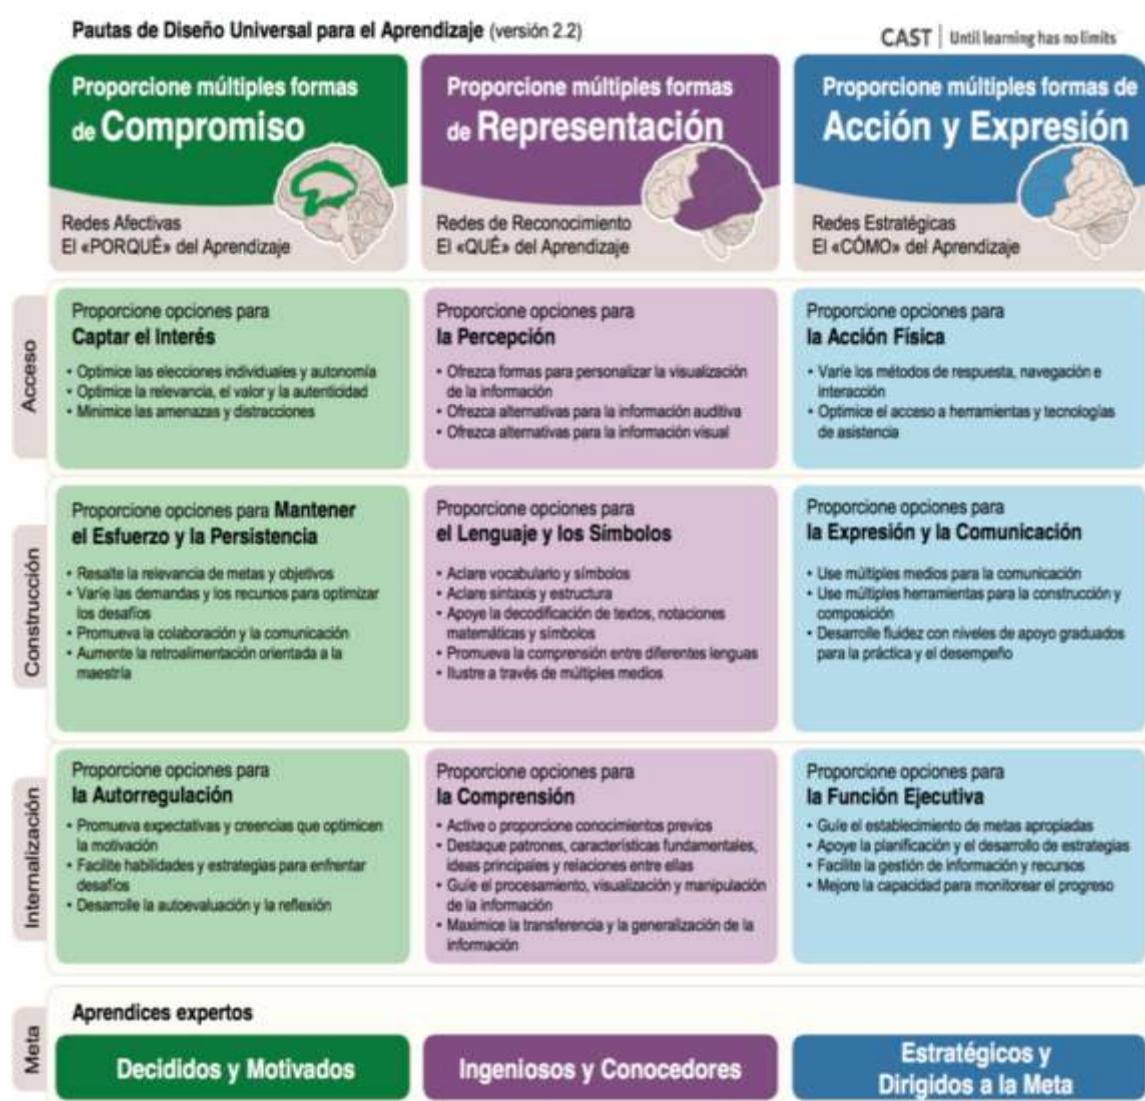 Pautas de Diseño Universal para el Aprendizaje (versión 2.2)
CAST | Until learning has no limits
Proporcione múltiples formas
de Compromiso
Redes Afectivas
El «PORQUÉ» del Aprendizaje
Proporcione múltiples formas
de Representación
Redes de Reconocimiento
El «QUÉ» del Aprendizaje
Proporcione múltiples formas de
Acción y Expresión
Redes Estratégicas
El «CÓMO» del Aprendizaje
Acceso
Proporcione opciones para
Captar el Interés
• Optimice las elecciones individuales y autonomía
• Optimice la relevancia, el valor y la autenticidad
• Minimice las amenazas y distracciones
Proporcione opciones para
la Percepción
• Ofrezca formas para personalizar la visualización
de la información
• Ofrezca alternativas para la información auditiva
• Ofrezca alternativas para la información visual
Proporcione opciones para
la Acción Física
• Varíe los métodos de respuesta, navegación e
interacción
• Optimice el acceso a herramientas y tecnologías
de asistencia
Construcción
Proporcione opciones para Mantener
el Esfuerzo y la Persistencia
• Resalte la relevancia de metas y objetivos
• Varíe las demandas y los recursos para optimizar
los desafíos
• Promueva la colaboración y la comunicación
• Aumente la retroalimentación orientada a la
maestría
Proporcione opciones para
el Lenguaje y los Símbolos
• Aclare vocabulario y símbolos
• Aclare sintaxis y estructura
• Apoye la decodificación de textos, notaciones
matemáticas y símbolos
• Promueva la comprensión entre diferentes lenguas
• Ilustre a través de múltiples medios
Proporcione opciones para
la Expresión y la Comunicación
• Use múltiples medios para la comunicación
• Use múltiples herramientas para la construcción y
composición
• Desarrolle fluidez con niveles de apoyo graduados
para la práctica y el desempeño
Internalización
Proporcione opciones para
la Autorregulación
• Promueva expectativas y creencias que optimicen
la motivación
• Facilite habilidades y estrategias para enfrentar
desafíos
• Desarrolle la autoevaluación y la reflexión
Proporcione opciones para
la Comprensión
• Active o proporcione conocimientos previos
• Destaque patrones, características fundamentales,
ideas principales y relaciones entre ellas
• Guíe el procesamiento, visualización y manipulación
de la información
• Maximice la transferencia y la generalización de la
información
Proporcione opciones para
la Función Ejecutiva
• Guíe el establecimiento de metas apropiadas
• Apoye la planificación y el desarrollo de estrategias
• Facilite la gestión de información y recursos
• Mejore la capacidad para monitorear el progreso
Meta
Aprendices expertos
Decididos y Motivados
Ingeniosos y Conocedores
Estratégicos y
Dirigidos a la Meta